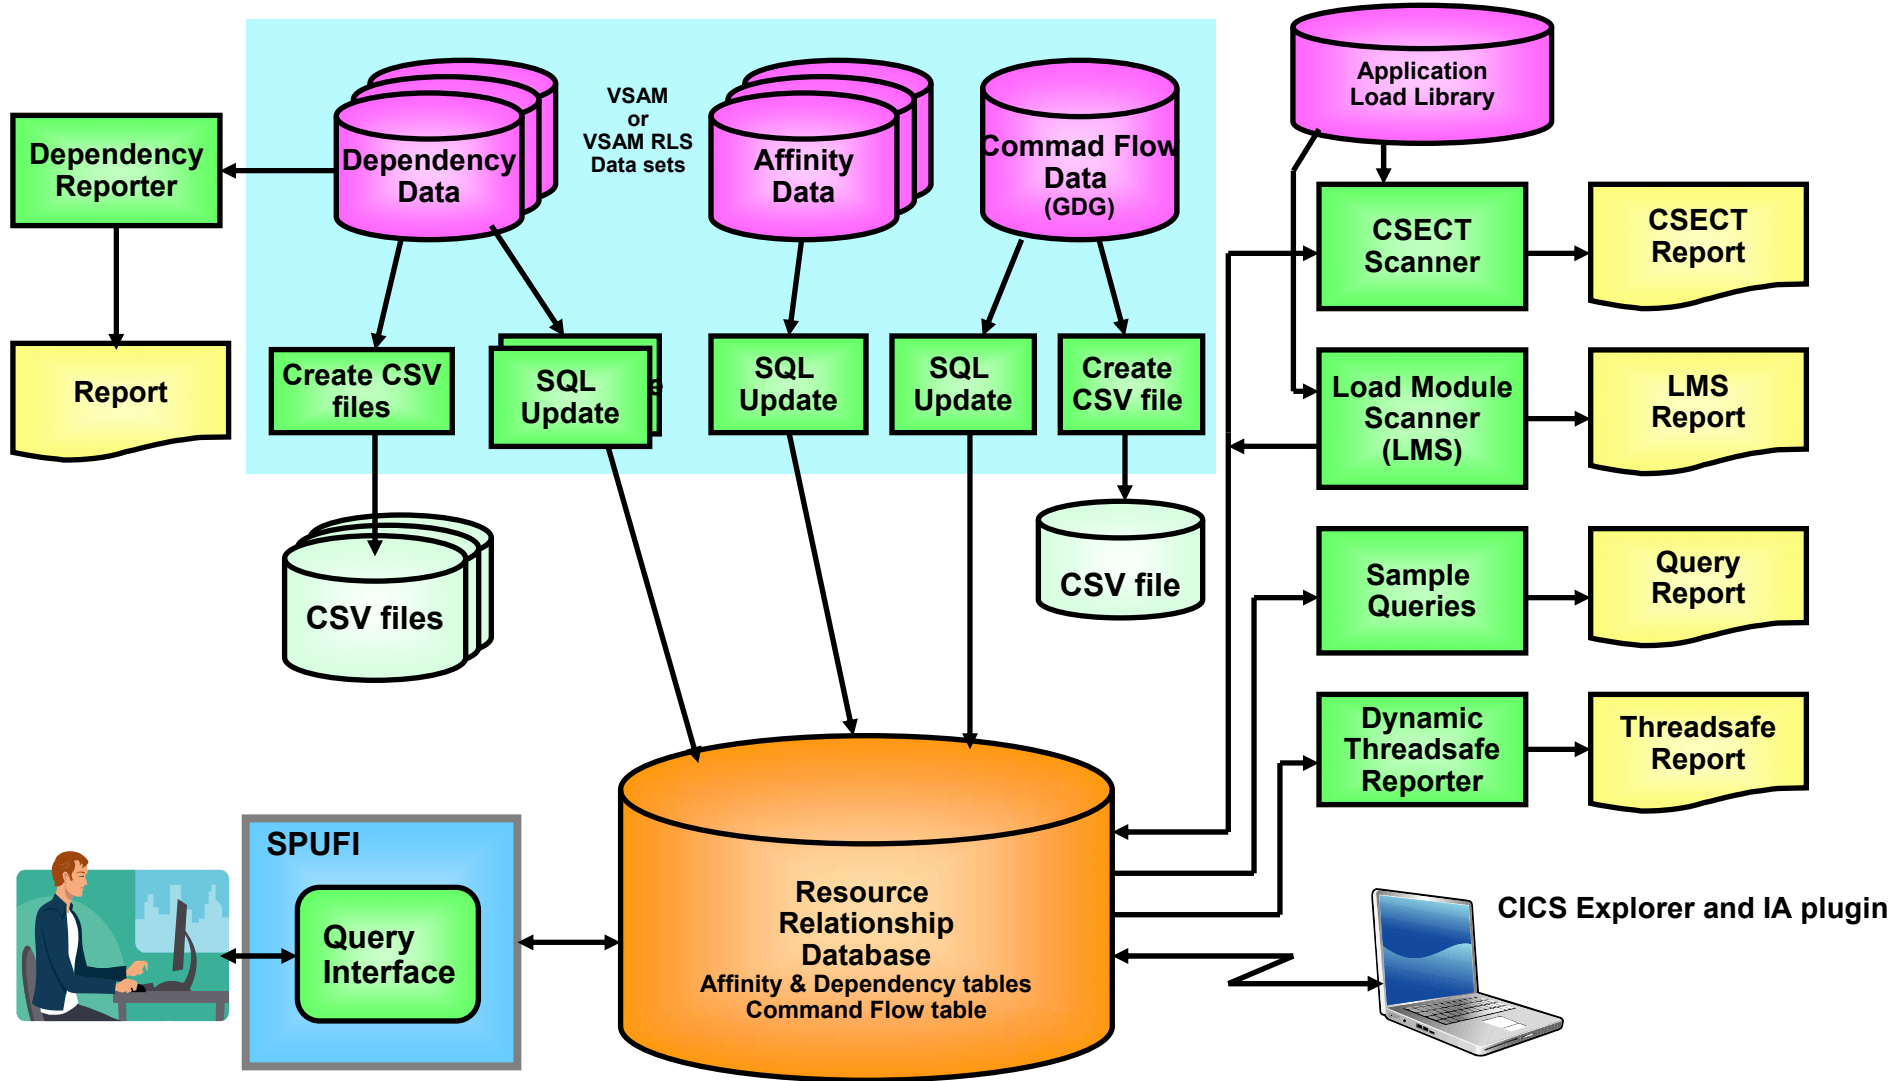 Application
Load Library
VSAM
or
VSAM RLS
Data sets
Dependency
Reporter
Dependency
Data
Affinity
Data
Commad Flow
Data
(GDG)
CSECT
Scanner
CSECT
Report
Report
Create CSV
files
SQL
Update
e
SQL
Update
SQL
Update
Create
CSV file
Load Module
Scanner
(LMS)
LMS
Report
CSV files
CSV file
Sample
Queries
Query
Report
Dynamic
Threadsafe
Reporter
Threadsafe
Report
SPUFI
Query
Interface
Resource
Relationship
Database
Affinity & Dependency tables
Command Flow table
CICS Explorer and IA plugin